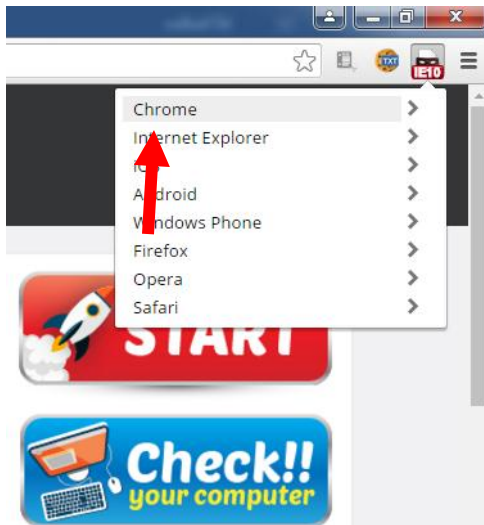 TXT
IE10
Chrome
Internet Explorer
iOS
Android
Windows Phone
Firefox
Opera
Safari
START
Check!!
your computer